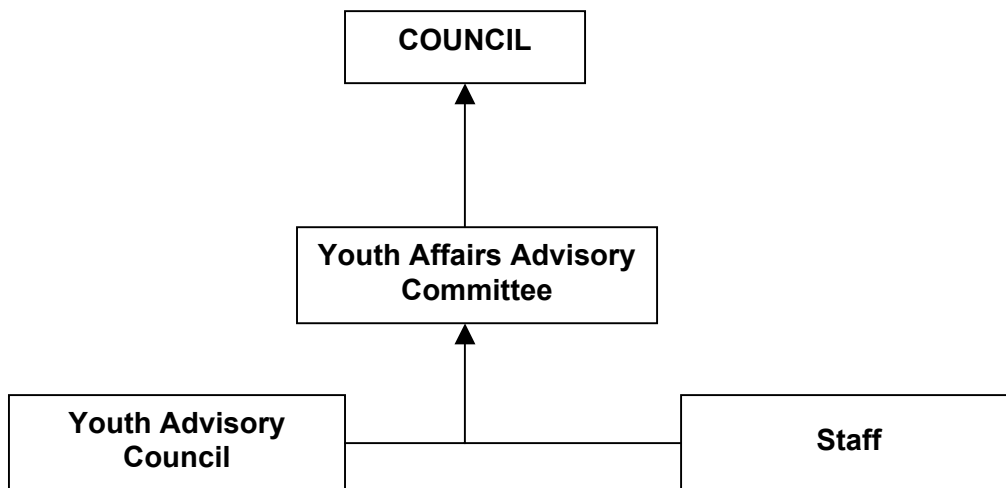 COUNCIL
Youth Affairs Advisory
Committee
Youth Advisory
Council
Staff